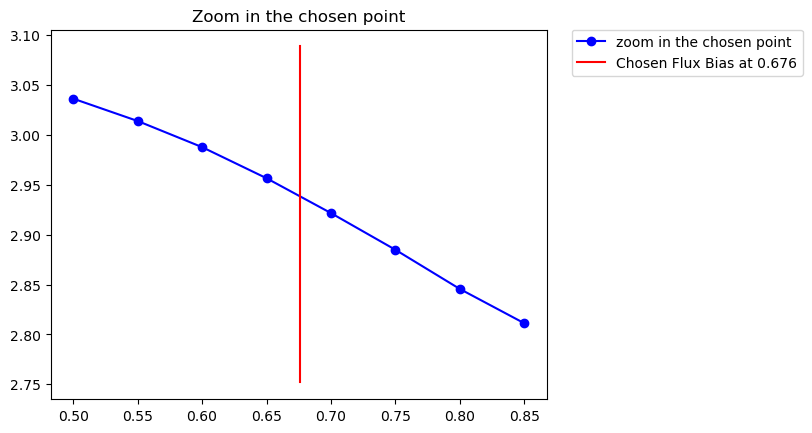 Zoom in the chosen point
zoom in the chosen point
Chosen Flux Bias at 0.676
3.10
3.05
3.00
2.95
2.90
2.85
2.80
2.75
0.50 0.55 0.60 0.65 0.70 0.75 0.80 0.85